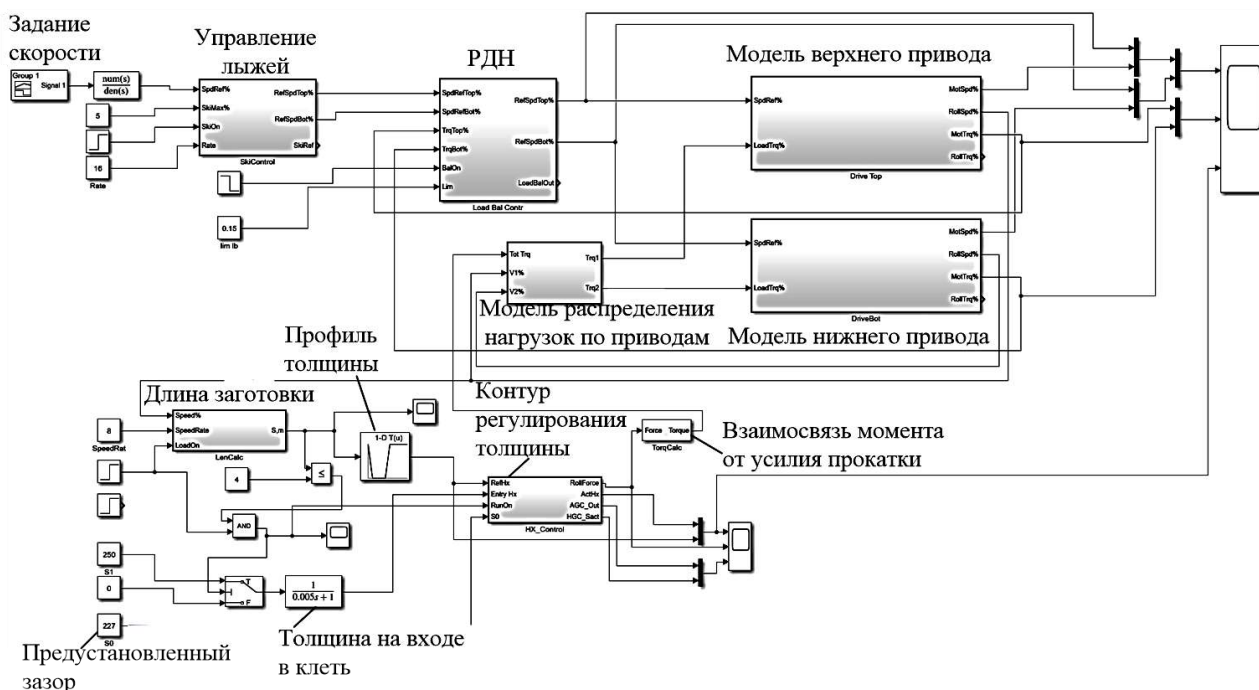 Задание
скорости
Group 1
Signal 1
num(s)
den(s)
5
16
Rate
Управление
лыжей
SpdRef%
SkiMax%
SkiOn
Rate
RefSpdTop%
RefSpdBot%
SkiRef
SkiControl
0.15
lim lb
РДН
SpdRefTop%
SpdRefBot%
TrqTop%
TrqBot%
BalOn
Lim
RefSpdTop%
RefSpdBot%
LoadBalOut
Load Bal Contr
Модель верхнего привода
SpdRef%
LoadTrq%
MotSpd%
RollSpd%
MotTrq%
RollTrq%
Drive Top
SpdRef%
LoadTrq%
MotSpd%
RollSpd%
MotTrq%
RollTrq%
DriveBot
Модель нижнего привода
Tot Trq
V1%
V2%
Trq1
Trq2
Модель распределения
нагрузок по приводам
Профиль
толщины
Длина заготовки
Speed%
SpeedRate
LoadOn
S,m
LenCalc
8
SpeedRat
4
≤
AND
1-D T(u)
Контур
регулирования
толщины
RefHx
Entry Hx
RunOn
S0
RollForce
ActHx
AGC_Out
HGC_Sact
HX_Control
Force
Torque
TorqCalc
Взаимосвязь момента
от усилия прокатки
250
S1
0
227
S0
T
F
1
0.005s + 1
Толщина на входе
в клеть
Предустановленный
зазор